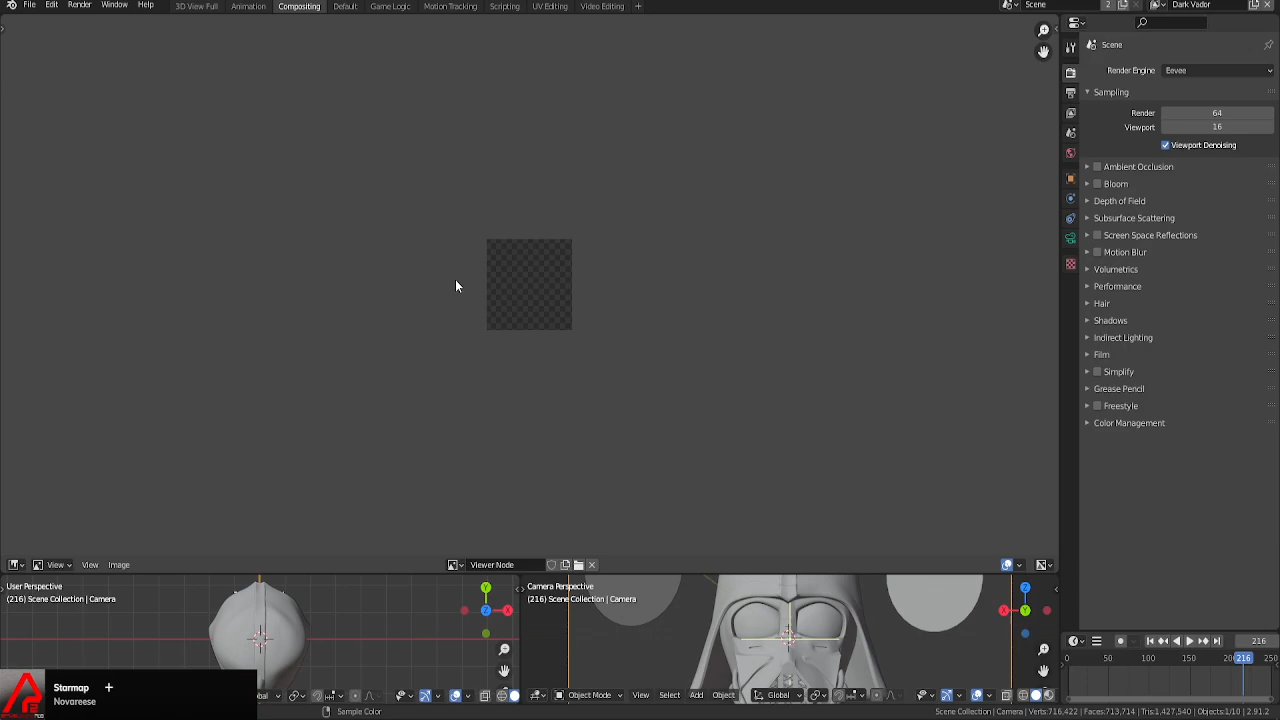 File Edit Render Window Help 3D View Full Animation Compositing Default Game Logic Motion Tracking Scripting UV Editing Video Editing + Scene 2 Dark Vador
Scene
Render Engine Eevee
Sampling
Render 64
Viewport 16
Viewport Denoising
Ambient Occlusion
Bloom
Depth of Field
Subsurface Scattering
Screen Space Reflections
Motion Blur
Volumetrics
Performance
Hair
Shadows
Indirect Lighting
Film
Simplify
Grease Pencil
Freestyle
Color Management
View View Image Viewer Node
User Perspective
(216) Scene Collection | Camera
Y
Z X
Camera Perspective
(216) Scene Collection | Camera
Z
X Y
216
0 50 100 150 200 216 250
Starmap +
Novareese
bal
Object Mode View Select Add Object Global
Sample Color
Scene Collection | Camera | Verts:716,422 | Faces:713,714 | Tris:1,427,540 | Objects:1/10 | 2.91.2